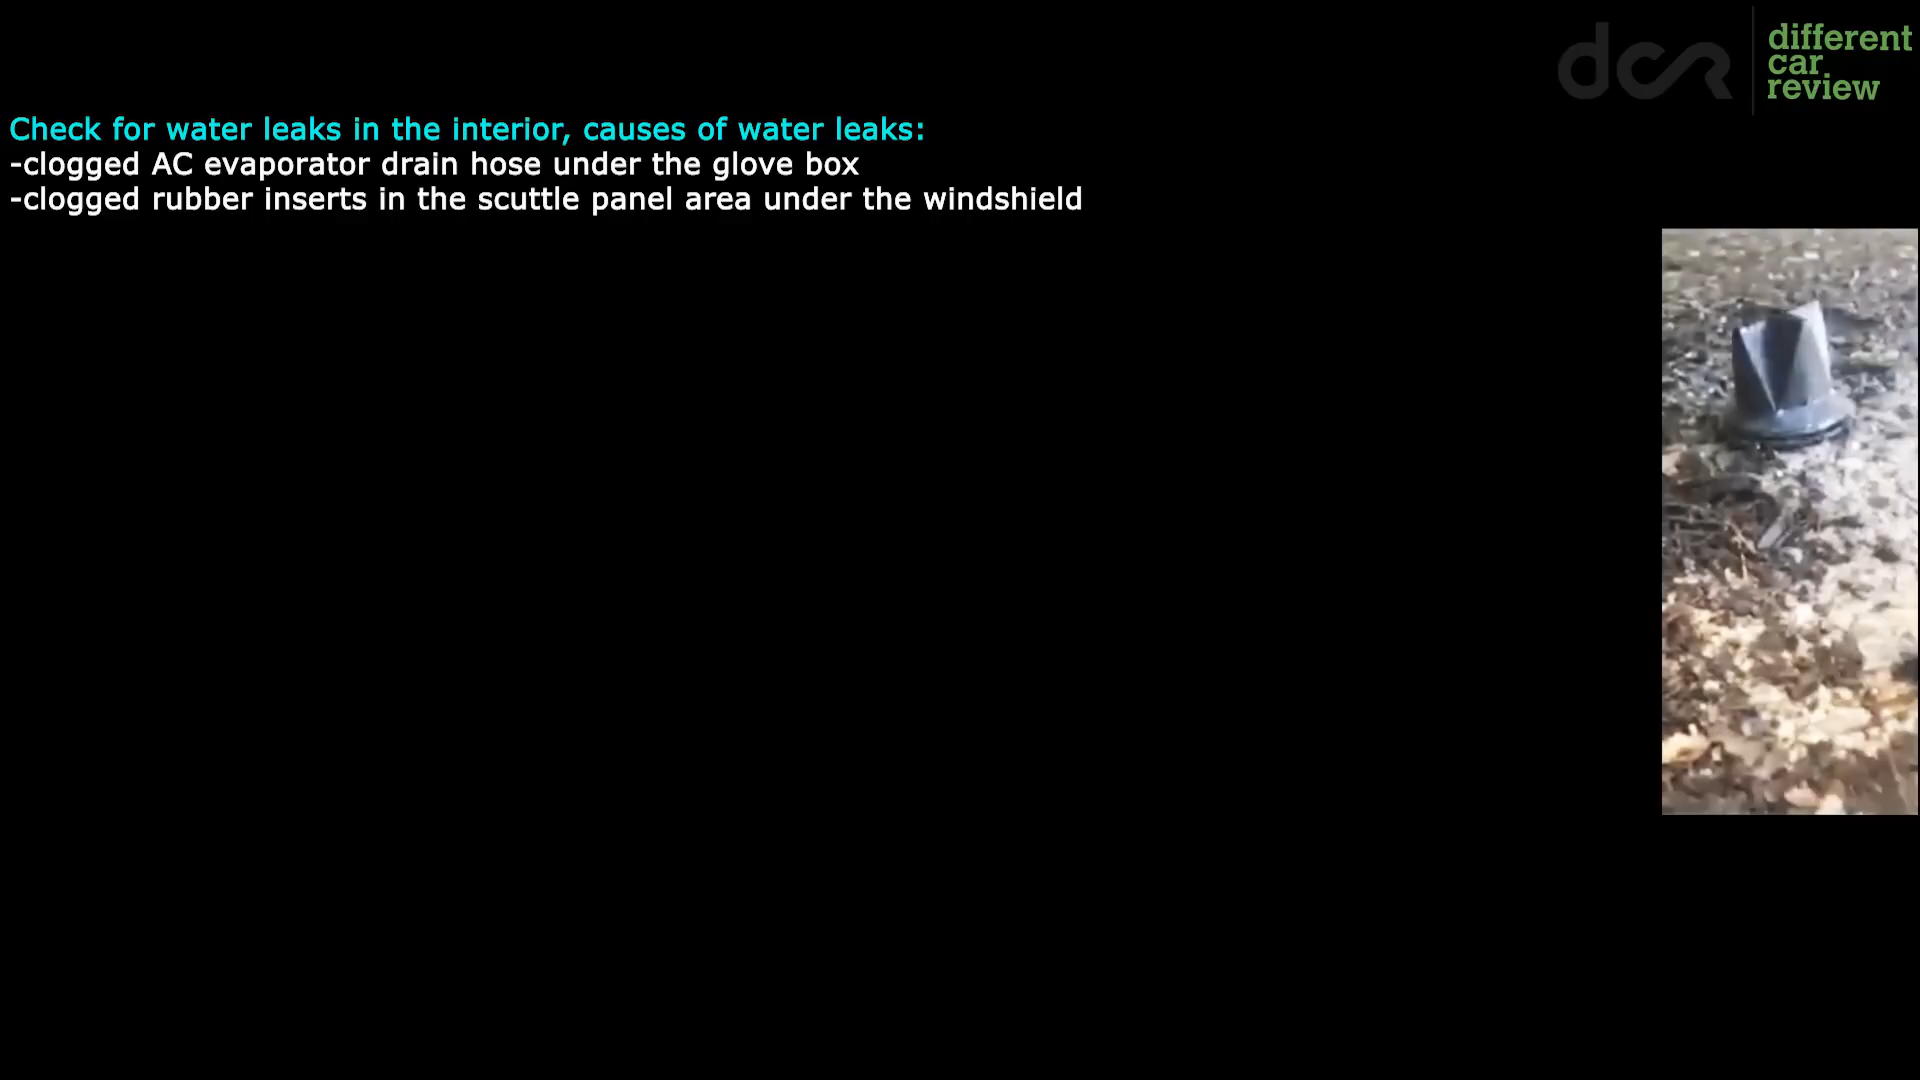 dcr
different
car
review
Check for water leaks in the interior, causes of water leaks:
-clogged AC evaporator drain hose under the glove box
-clogged rubber inserts in the scuttle panel area under the windshield